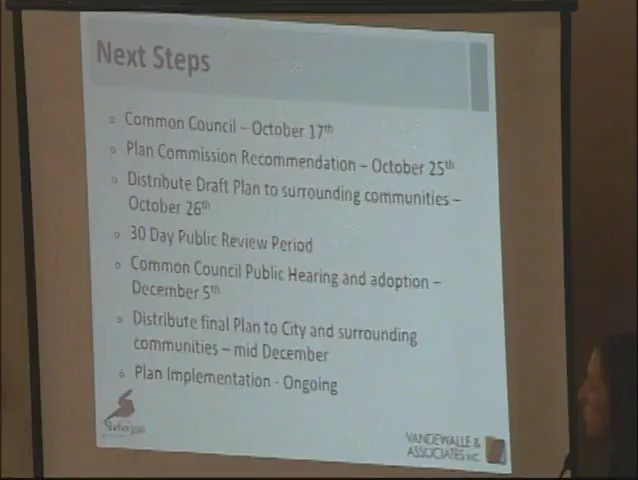 Next Steps
Common Council – October 17th
Plan Commission Recommendation – October 25th
Distribute Draft Plan to surrounding communities –
October 26th
30 Day Public Review Period
Common Council Public Hearing and adoption –
December 5th
Distribute final Plan to City and surrounding
communities – mid December
Plan Implementation - Ongoing
VANDEWALLE &
ASSOCIATES INC.